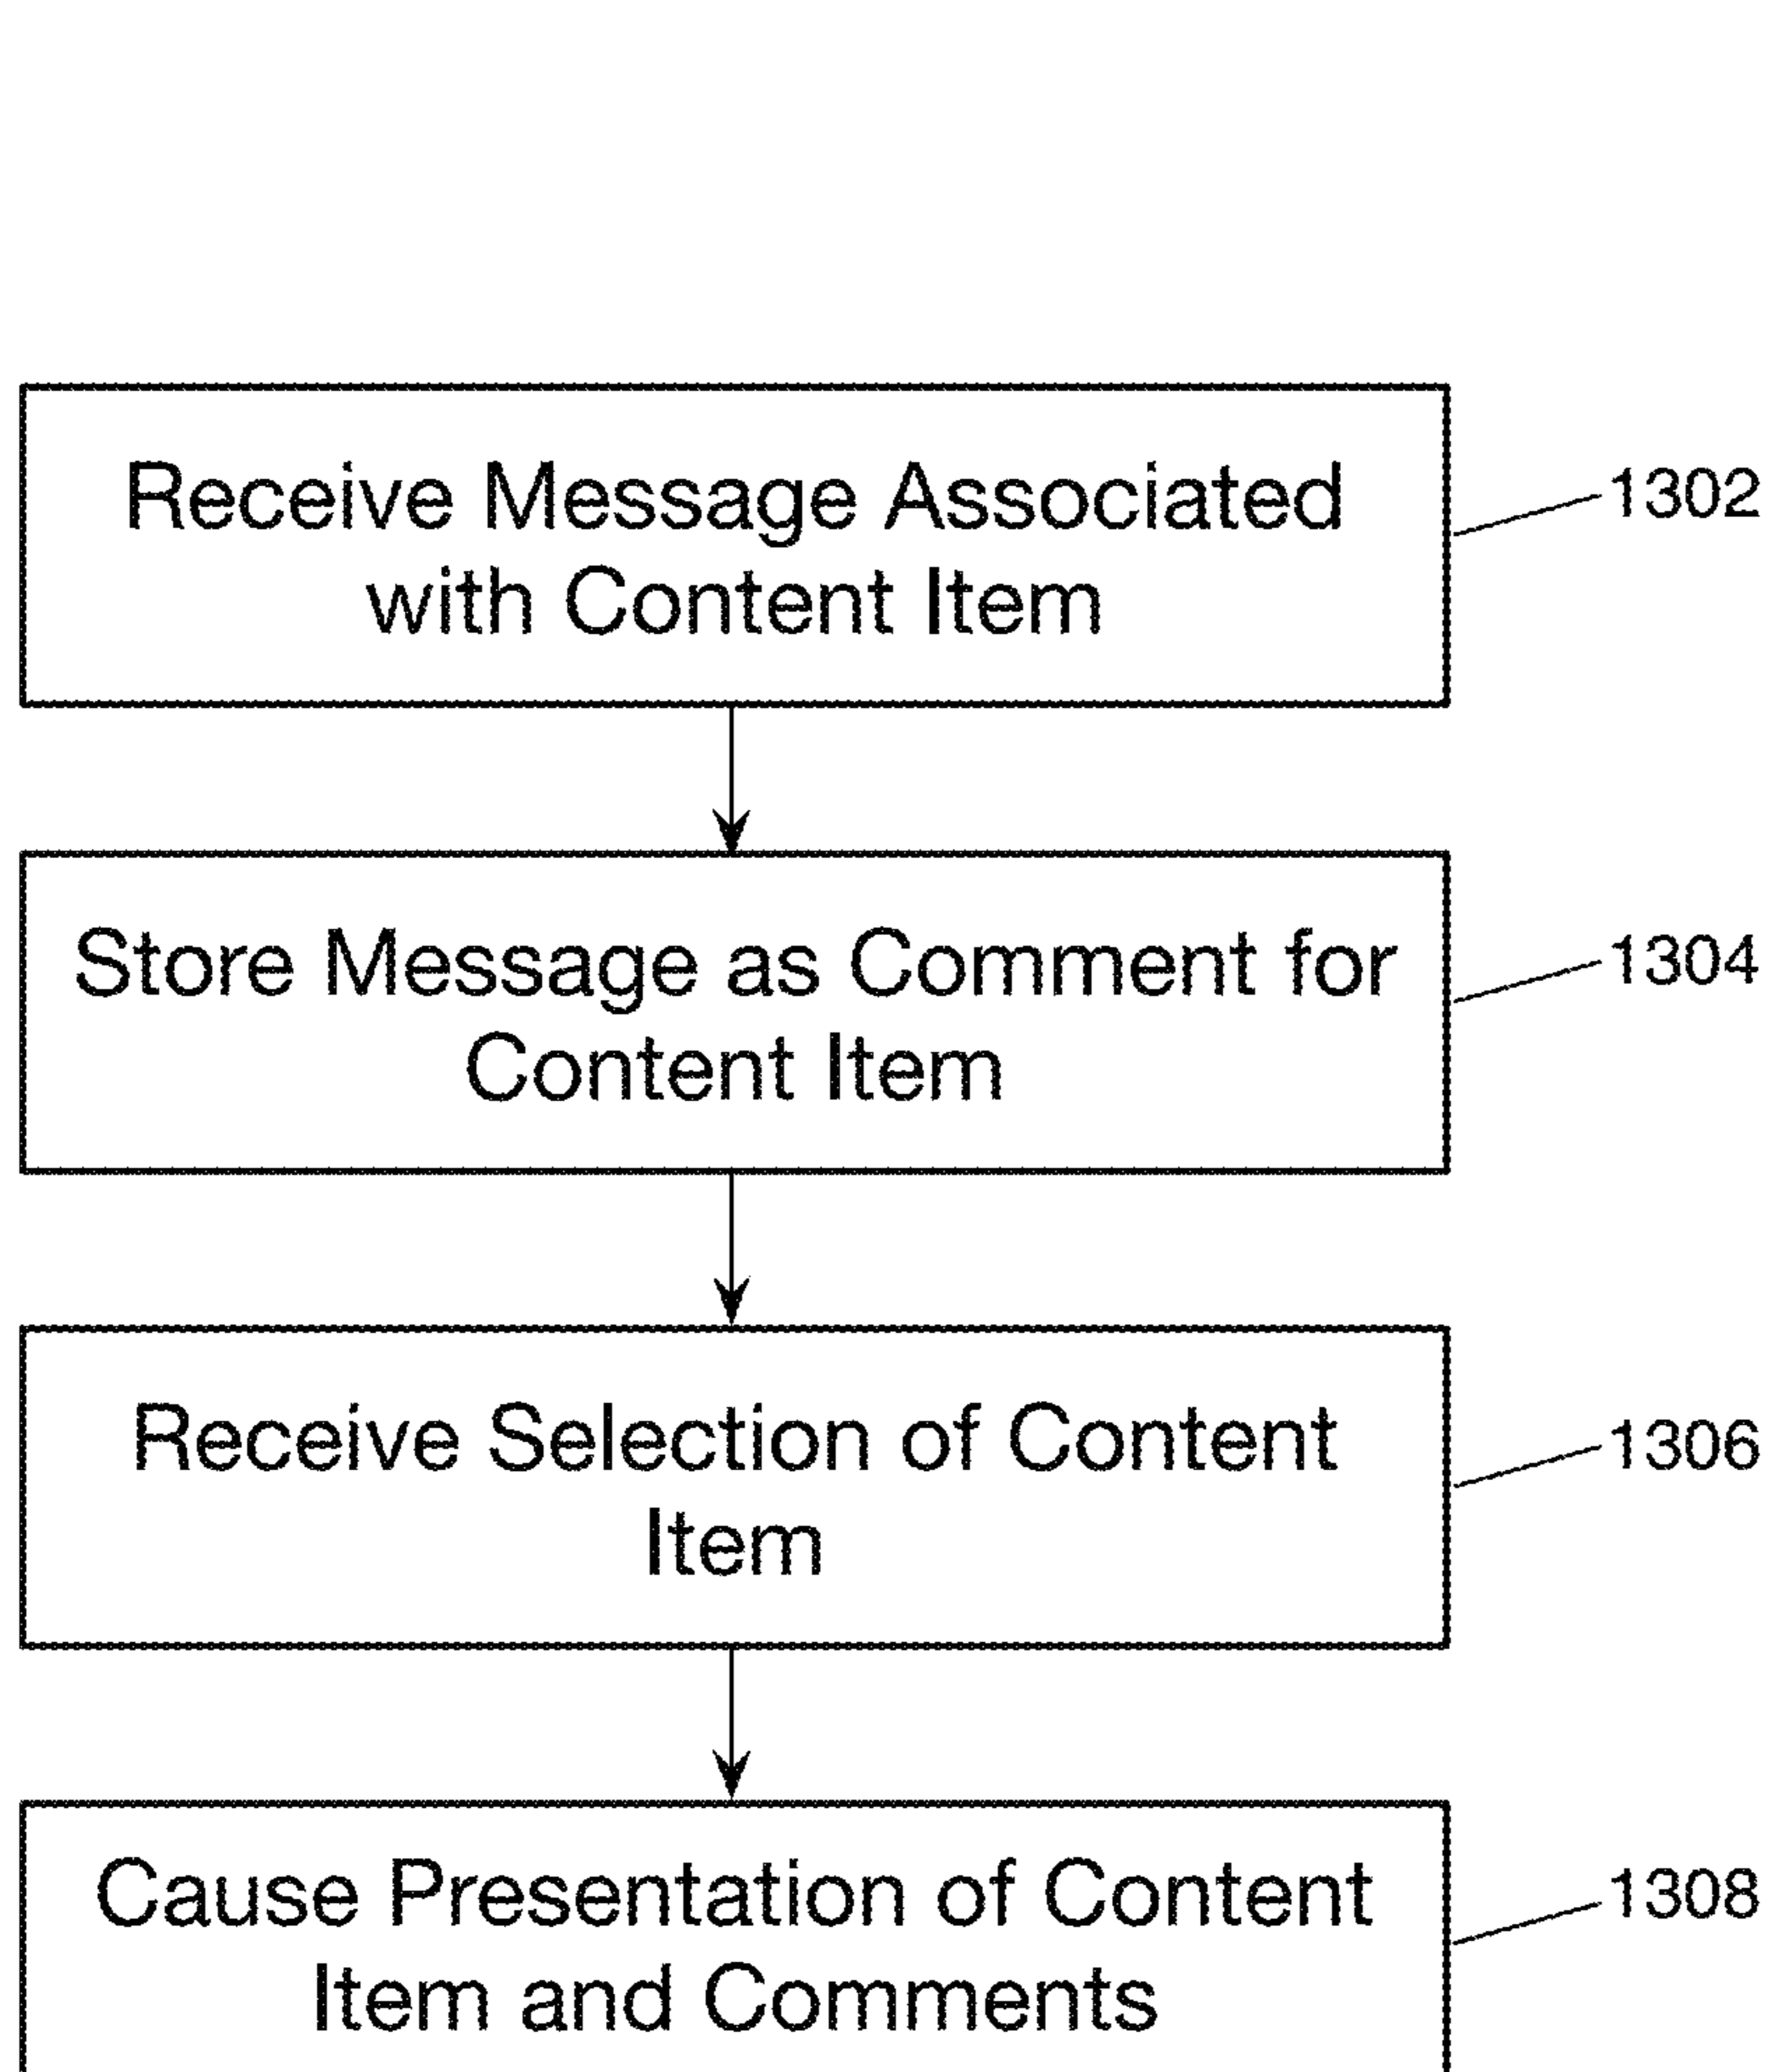 Receive Message Associated
with Content Item
1302
Store Message as Comment for
Content Item
1304
Receive Selection of Content
Item
1306
Cause Presentation of Content
Item and Comments
1308